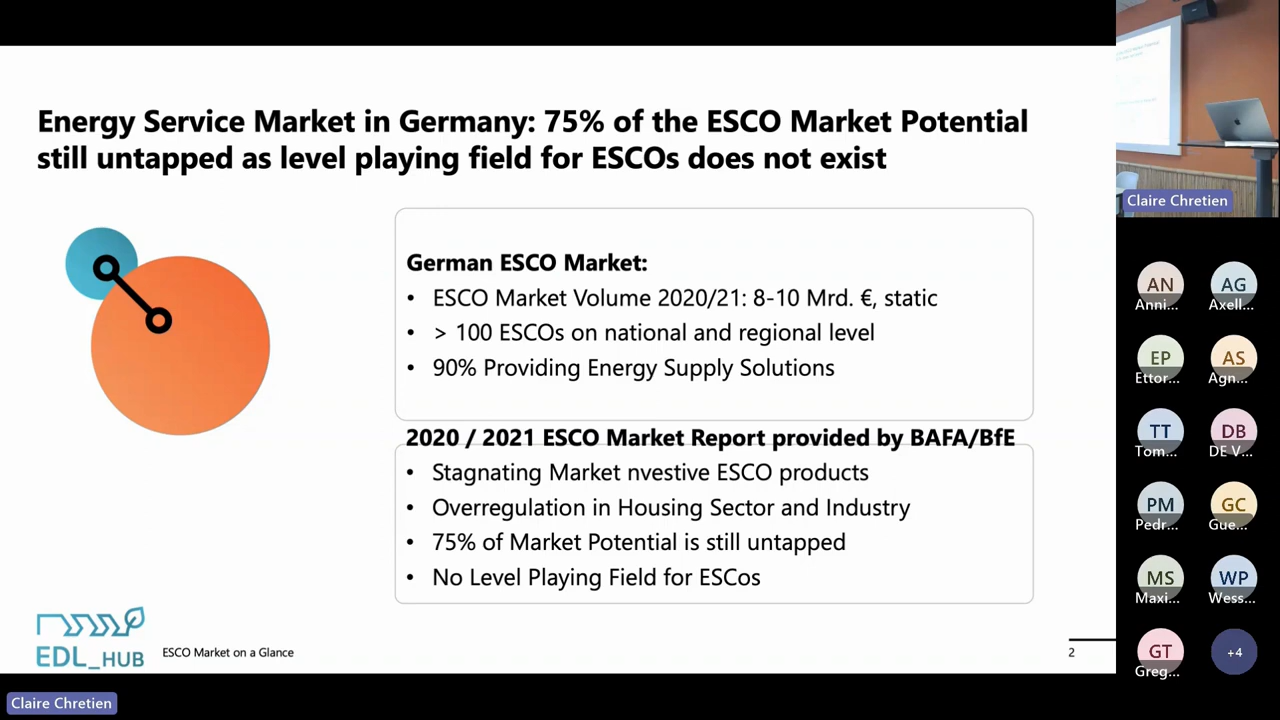 Energy Service Market in Germany: 75% of the ESCO Market Potential
still untapped as level playing field for ESCOs does not exist
German ESCO Market:
• ESCO Market Volume 2020/21: 8-10 Mrd. €, static
• > 100 ESCOs on national and regional level
• 90% Providing Energy Supply Solutions
2020 / 2021 ESCO Market Report provided by BAFA/BfE
• Stagnating Market nvestive ESCO products
• Overregulation in Housing Sector and Industry
• 75% of Market Potential is still untapped
• No Level Playing Field for ESCos
EDL_HUB
ESCO Market on a Glance
2
Claire Chretien
Claire Chretien
AN
Anni...
AG
Axell...
EP
Ettor...
AS
Agn...
TT
Tom...
DB
DE V...
PM
Pedr...
GC
Gue...
MS
Maxi...
WP
Wess...
GT
Greg...
+4